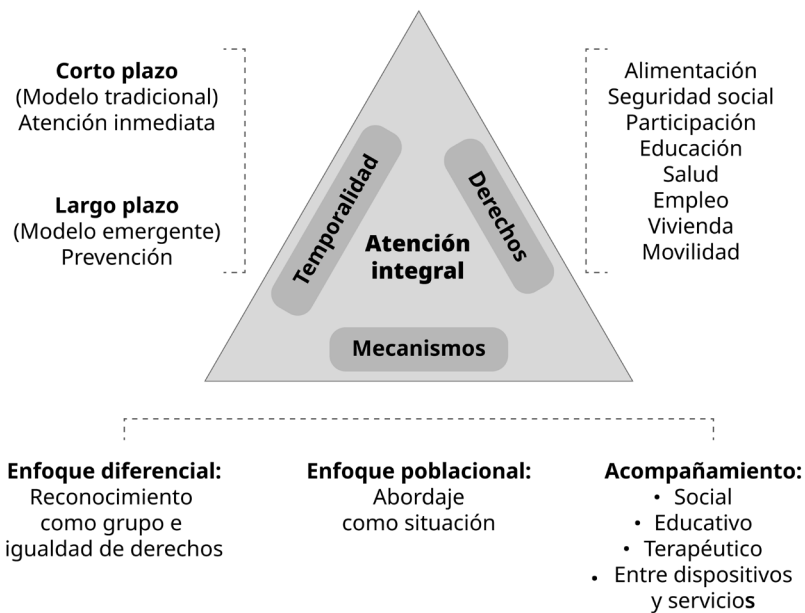 Corto plazo
(Modelo tradicional)
Atención inmediata
Largo plazo
(Modelo emergente)
Prevención
Temporalidad
Derechos
Atención
integral
Mecanismos
Alimentación
Seguridad social
Participación
Educación
Salud
Empleo
Vivienda
Movilidad
Enfoque diferencial:
Reconocimiento
como grupo e
igualdad de derechos
Enfoque poblacional:
Abordaje
como situación
Acompañamiento:
• Social
• Educativo
• Terapéutico
• Entre dispositivos
y servicios